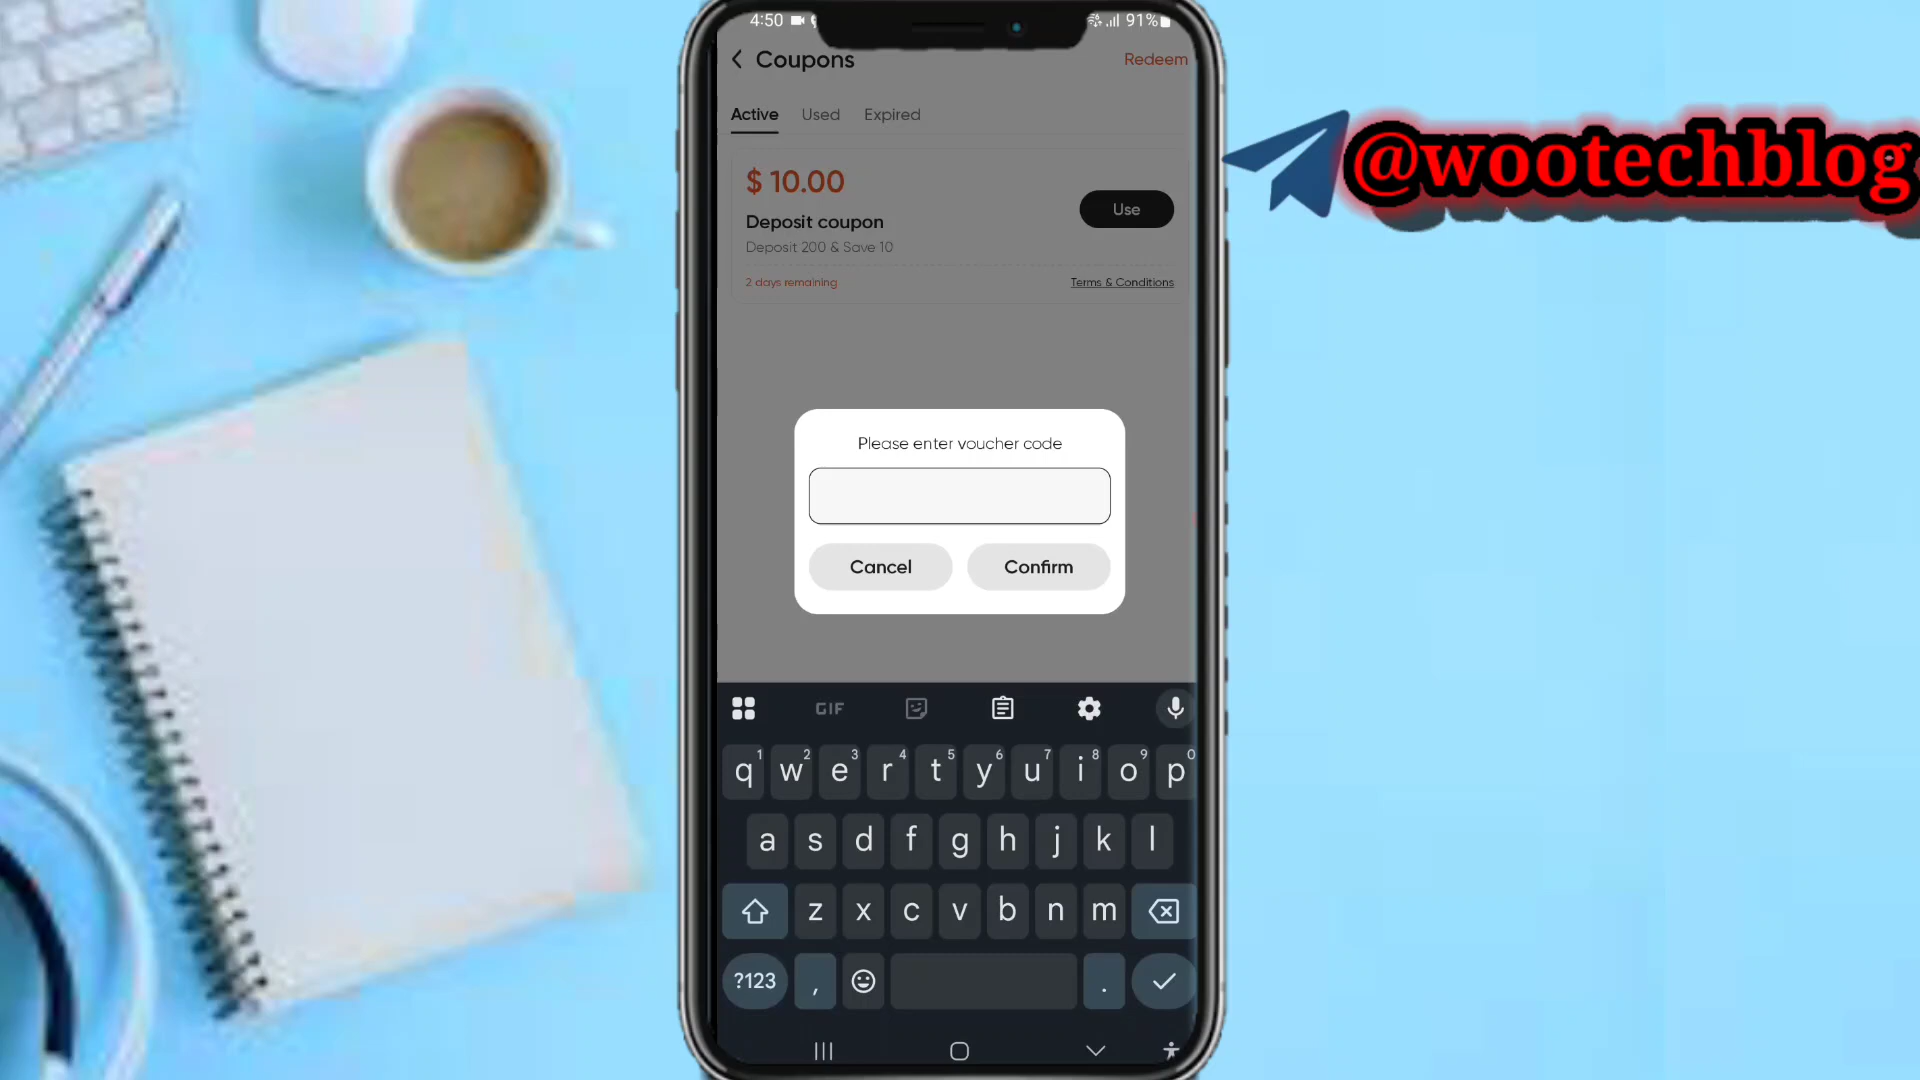 4:50
91%
Coupons
Redeem
Active Used Expired
$ 10.00
Deposit coupon
Deposit 200 & Save 10
Use
2 days remaining
Terms & Conditions
Please enter voucher code
Cancel Confirm
GIF
q1 w2 e3 r4 t5 y6 u7 i8 o9 p0
a s d f g h j k l
z x c v b n m
?123 , .
@wootechblog